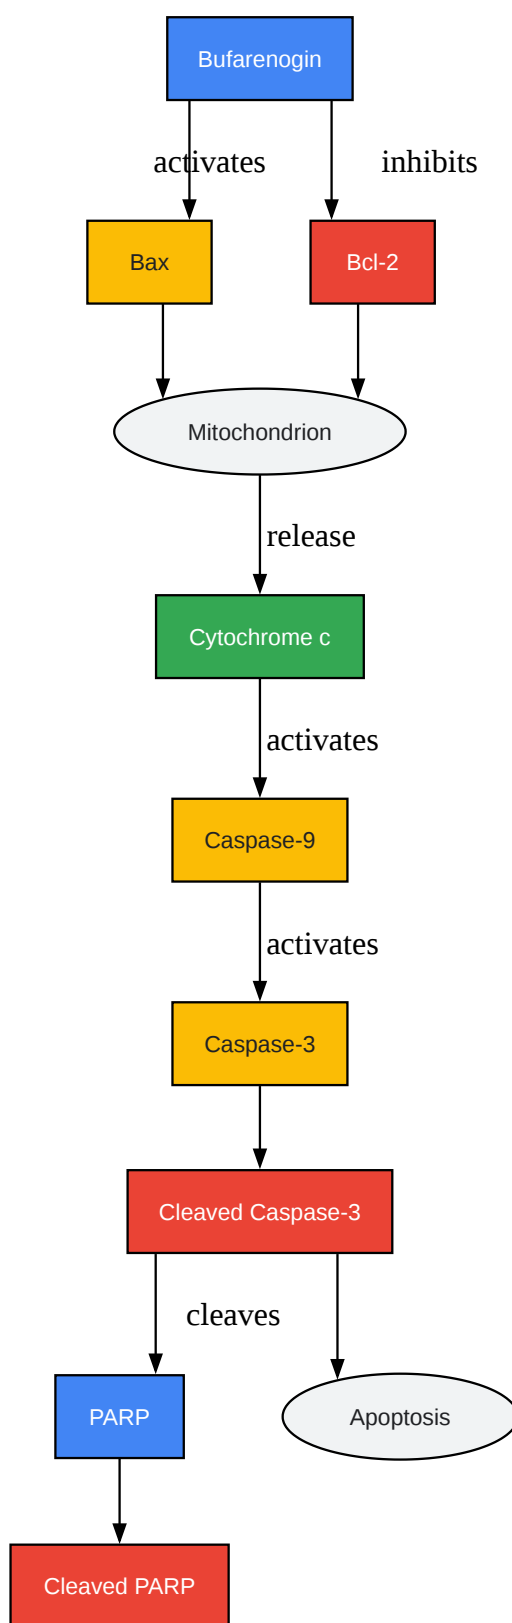 Bufarenogin
activates
inhibits
Bax
Bcl-2
Mitochondrion
release
Cytochrome c
activates
Caspase-9
activates
Caspase-3
Cleaved Caspase-3
cleaves
PARP
Apoptosis
Cleaved PARP